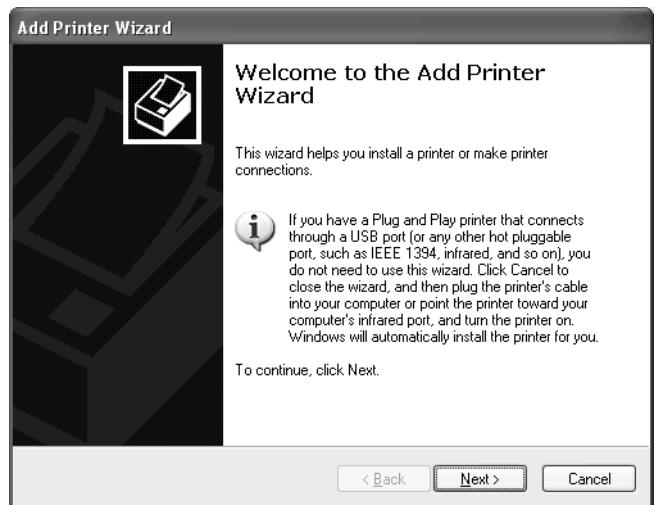 Add Printer Wizard
Welcome to the Add Printer
Wizard
This wizard helps you install a printer or make printer
connections.
If you have a Plug and Play printer that connects
through a USB port (or any other hot pluggable
port, such as IEEE 1394, infrared, and so on), you
do not need to use this wizard. Click Cancel to
close the wizard, and then plug the printer's cable
into your computer or point the printer toward your
computer's infrared port, and turn the printer on.
Windows will automatically install the printer for you.
To continue, click Next.
< Back Next > Cancel